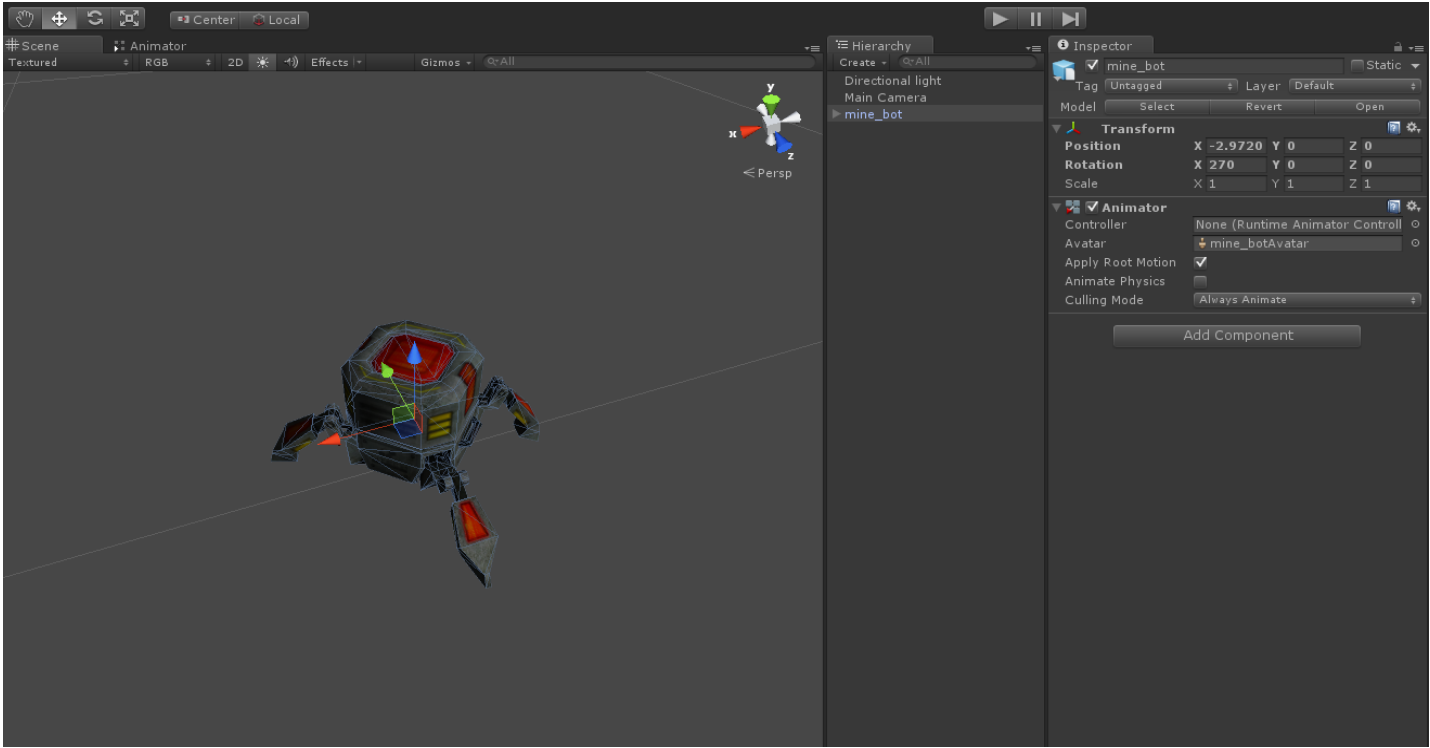 Center Local
Scene Animator
Textured RGB 2D Effects Gizmos All
y
x
z
Persp
Hierarchy
Create All
Directional light
Main Camera
mine_bot
Inspector
mine_bot Static
Tag Untagged Layer Default
Model Select Revert Open
Transform
Position X -2.9720 Y 0 Z 0
Rotation X 270 Y 0 Z 0
Scale X 1 Y 1 Z 1
Animator
Controller None (Runtime Animator Controll
Avatar mine_botAvatar
Apply Root Motion
Animate Physics
Culling Mode Always Animate
Add Component